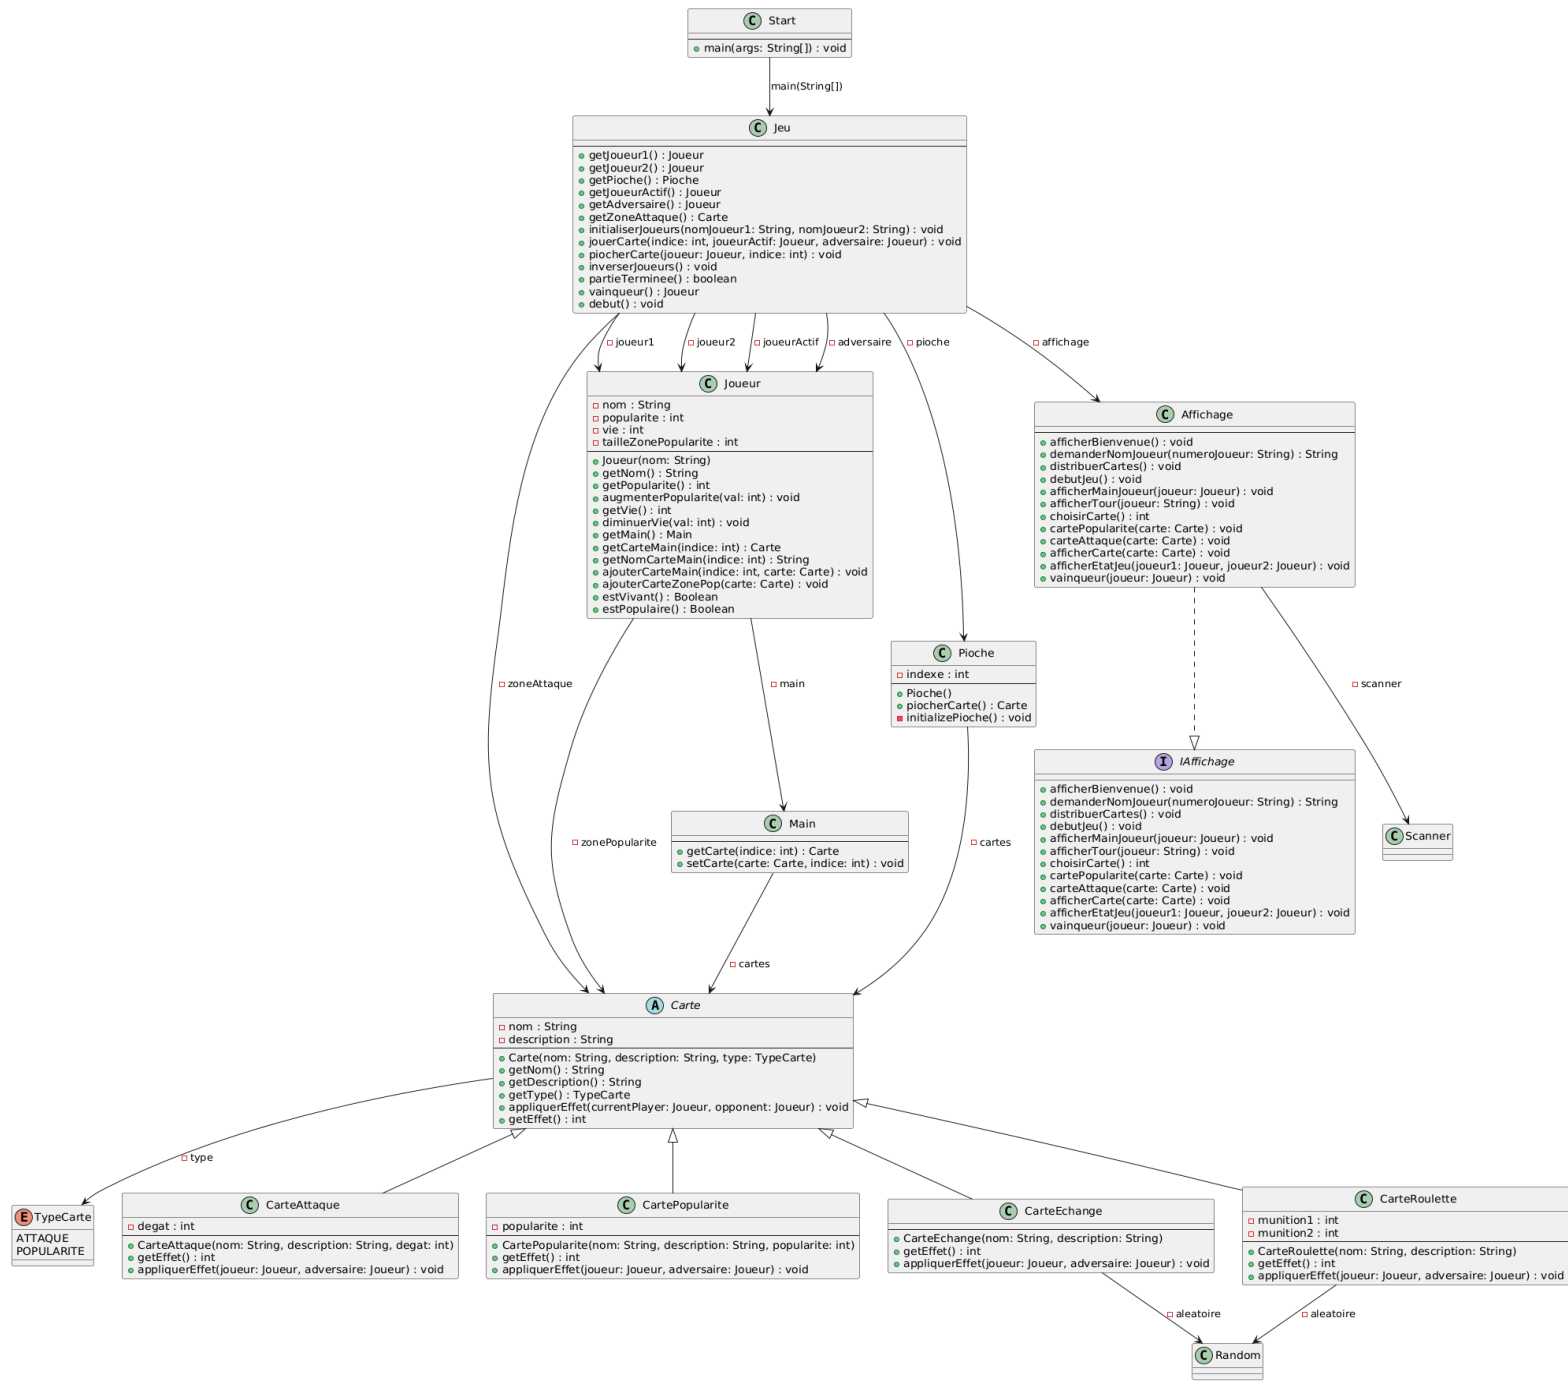 C Start
main(args: String[]) : void
main(String[])
C Jeu
getJoueur1() : Joueur
getJoueur2() : Joueur
getPioche() : Pioche
getJoueurActif() : Joueur
getAdversaire() : Joueur
getZoneAttaque() : Carte
initialiserJoueurs(nomJoueur1: String, nomJoueur2: String) : void
jouerCarte(indice: int, joueurActif: Joueur, adversaire: Joueur) : void
piocherCarte(joueur: Joueur, indice: int) : void
inverserJoueurs() : void
partieTerminee() : boolean
vainqueur() : Joueur
debut() : void
joueur1
joueur2
joueurActif
adversaire
pioche
affichage
C Joueur
nom : String
popularite : int
vie : int
tailleZonePopularite : int
Joueur(nom: String)
getNom() : String
getPopularite() : int
augmenterPopularite(val: int) : void
getVie() : int
diminuerVie(val: int) : void
getMain() : Main
getCarteMain(indice: int) : Carte
getNomCarteMain(indice: int) : String
ajouterCarteMain(indice: int, carte: Carte) : void
ajouterCarteZonePop(carte: Carte) : void
estVivant() : Boolean
estPopulaire() : Boolean
C Affichage
afficherBienvenue() : void
demanderNomJoueur(numeroJoueur: String) : String
distribuerCartes() : void
debutJeu() : void
afficherMainJoueur(joueur: Joueur) : void
afficherTour(joueur: String) : void
choisirCarte() : int
cartePopularite(carte: Carte) : void
carteAttaque(carte: Carte) : void
afficherCarte(carte: Carte) : void
afficherEtatJeu(joueur1: Joueur, joueur2: Joueur) : void
vainqueur(joueur: Joueur) : void
C Pioche
indexe : int
Pioche()
piocherCarte() : Carte
initializePioche() : void
zoneAttaque
main
scanner
I IAffichage
afficherBienvenue() : void
demanderNomJoueur(numeroJoueur: String) : String
distribuerCartes() : void
debutJeu() : void
afficherMainJoueur(joueur: Joueur) : void
afficherTour(joueur: String) : void
choisirCarte() : int
cartePopularite(carte: Carte) : void
carteAttaque(carte: Carte) : void
afficherCarte(carte: Carte) : void
afficherEtatJeu(joueur1: Joueur, joueur2: Joueur) : void
vainqueur(joueur: Joueur) : void
C Main
getCarte(indice: int) : Carte
setCarte(carte: Carte, indice: int) : void
C Scanner
zonePopularite
cartes
cartes
A Carte
nom : String
description : String
Carte(nom: String, description: String, type: TypeCarte)
getNom() : String
getDescription() : String
getType() : TypeCarte
appliquerEffet(currentPlayer: Joueur, opponent: Joueur) : void
getEffet() : int
type
E TypeCarte
ATTAQUE
POPULARITE
C CarteAttaque
degat : int
CarteAttaque(nom: String, description: String, degat: int)
getEffet() : int
appliquerEffet(joueur: Joueur, adversaire: Joueur) : void
C CartePopularite
popularite : int
CartePopularite(nom: String, description: String, popularite: int)
getEffet() : int
appliquerEffet(joueur: Joueur, adversaire: Joueur) : void
C CarteEchange
CarteEchange(nom: String, description: String)
getEffet() : int
appliquerEffet(joueur: Joueur, adversaire: Joueur) : void
C CarteRoulette
munition1 : int
munition2 : int
CarteRoulette(nom: String, description: String)
getEffet() : int
appliquerEffet(joueur: Joueur, adversaire: Joueur) : void
aleatoire
aleatoire
C Random